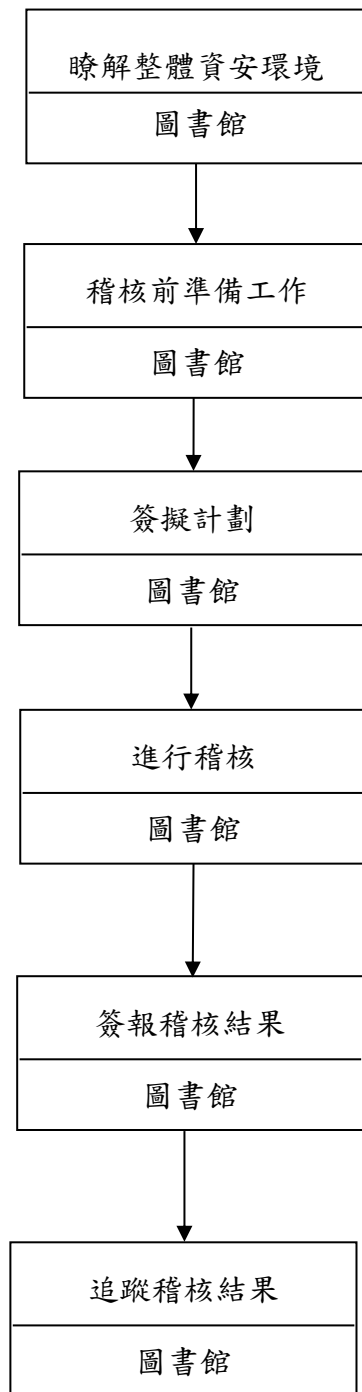 瞭解整體資安環境
圖書館
稽核前準備工作
圖書館
簽擬計劃
圖書館
進行稽核
圖書館
簽報稽核結果
圖書館
追蹤稽核結果
圖書館